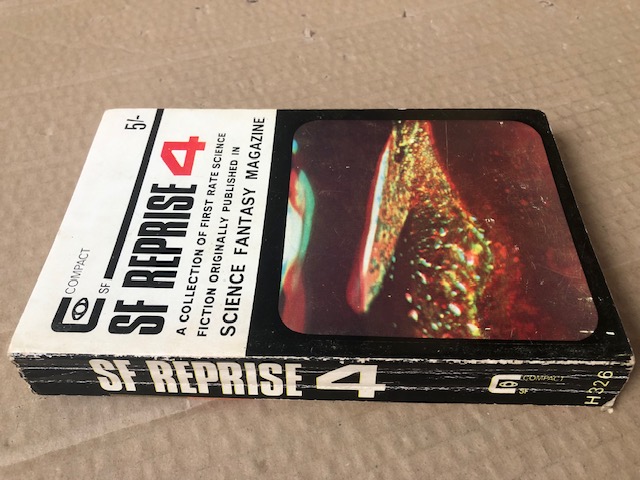 COMPACT
SF
5/-
SF REPRISE 4
A COLLECTION OF FIRST RATE SCIENCE
FICTION ORIGINALLY PUBLISHED IN
SCIENCE FANTASY MAGAZINE
SF REPRISE 4
COMPACT
SF
H326